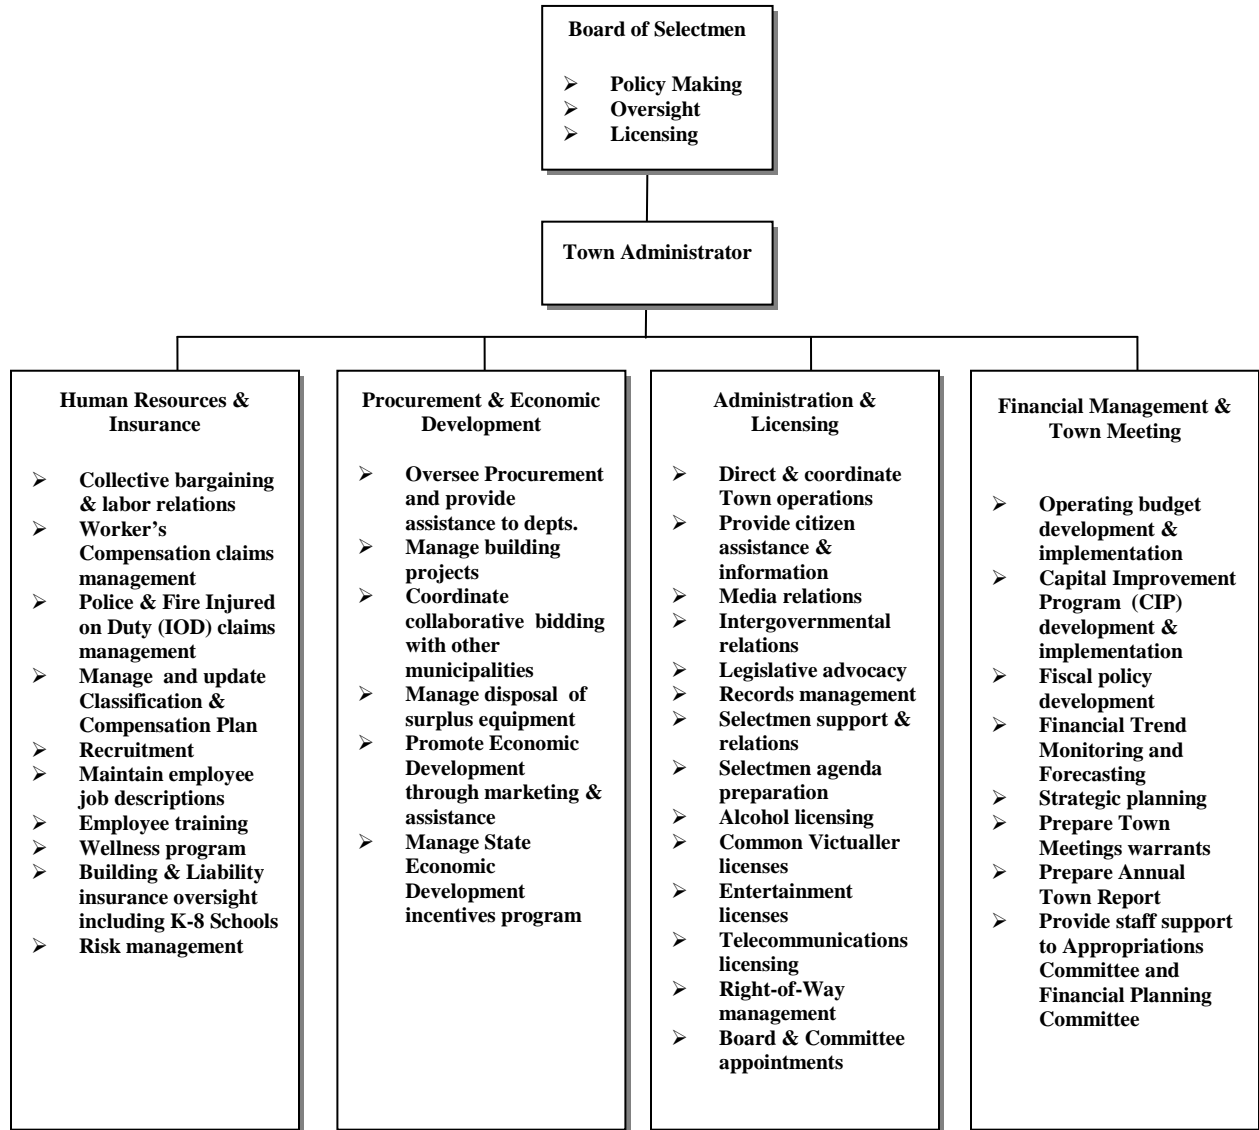 Board of Selectmen
➢ Policy Making
➢ Oversight
➢ Licensing
Town Administrator
Human Resources &
Insurance
➢ Collective bargaining
& labor relations
➢ Worker’s
Compensation claims
management
➢ Police & Fire Injured
on Duty (IOD) claims
management
➢ Manage and update
Classification &
Compensation Plan
➢ Recruitment
➢ Maintain employee
job descriptions
➢ Employee training
➢ Wellness program
➢ Building & Liability
insurance oversight
including K-8 Schools
➢ Risk management
Procurement & Economic
Development
➢ Oversee Procurement
and provide
assistance to depts.
➢ Manage building
projects
➢ Coordinate
collaborative bidding
with other
municipalities
➢ Manage disposal of
surplus equipment
➢ Promote Economic
Development
through marketing &
assistance
➢ Manage State
Economic
Development
incentives program
Administration &
Licensing
➢ Direct & coordinate
Town operations
➢ Provide citizen
assistance &
information
➢ Media relations
➢ Intergovernmental
relations
➢ Legislative advocacy
➢ Records management
➢ Selectmen support &
relations
➢ Selectmen agenda
preparation
➢ Alcohol licensing
➢ Common Victualler
licenses
➢ Entertainment
licenses
➢ Telecommunications
licensing
➢ Right-of-Way
management
➢ Board & Committee
appointments
Financial Management &
Town Meeting
➢ Operating budget
development &
implementation
➢ Capital Improvement
Program (CIP)
development &
implementation
➢ Fiscal policy
development
➢ Financial Trend
Monitoring and
Forecasting
➢ Strategic planning
➢ Prepare Town
Meetings warrants
➢ Prepare Annual
Town Report
➢ Provide staff support
to Appropriations
Committee and
Financial Planning
Committee